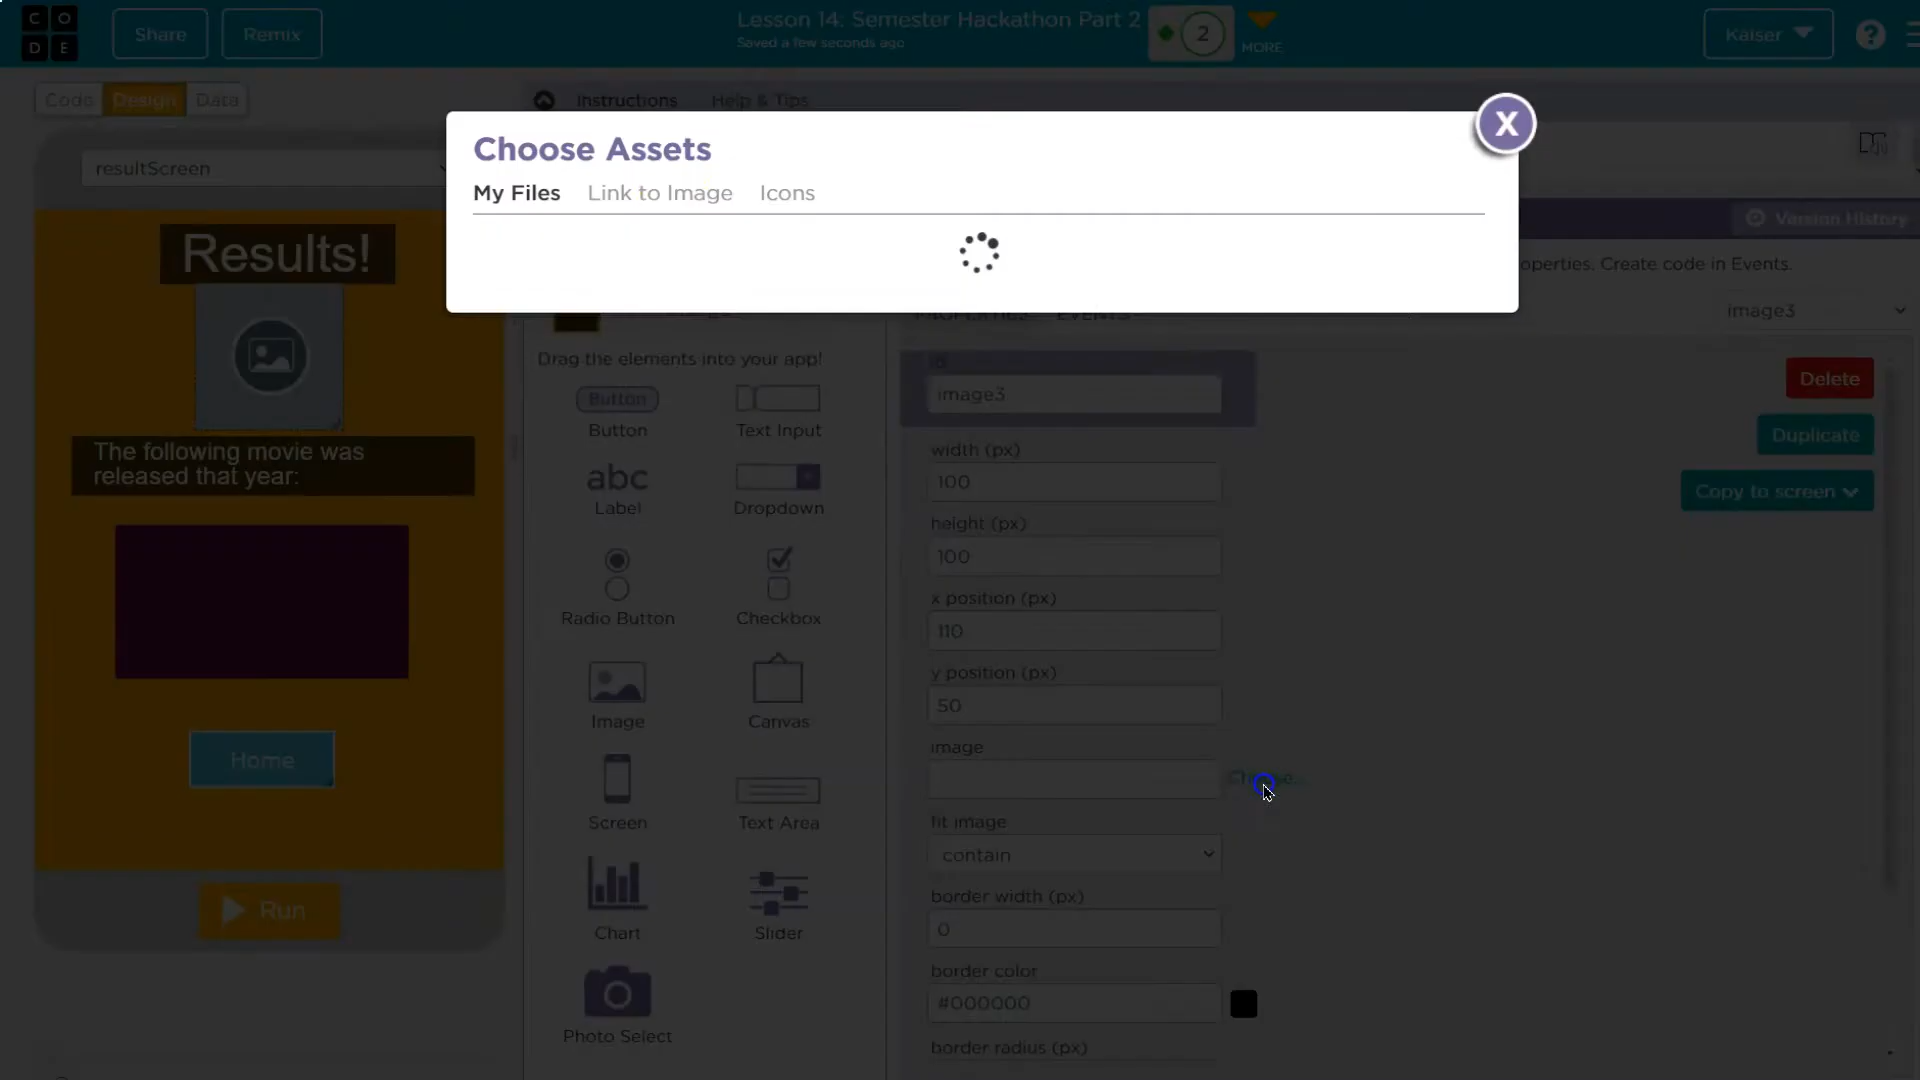 CODE
Share
Remix
Lesson 14: Semester Hackathon Part 2
Saved a few seconds ago
2
MORE
Kaiser
?
Code
Design
Data
Instructions
Help & Tips
Choose Assets
X
My Files
Link to Image
Icons
resultScreen
Version History
operties. Create code in Events.
image3
Results!
The following movie was
released that year:
Home
Run
Drag the elements into your app!
Button
Button
Text Input
abc
Label
Dropdown
Radio Button
Checkbox
Image
Canvas
Screen
Text Area
Chart
Slider
Photo Select
PROPERTIES
EVENTS
id
image3
width (px)
100
height (px)
100
x position (px)
110
y position (px)
50
image
Choose...
fit image
contain
border width (px)
0
border color
#000000
border radius (px)
Delete
Duplicate
Copy to screen